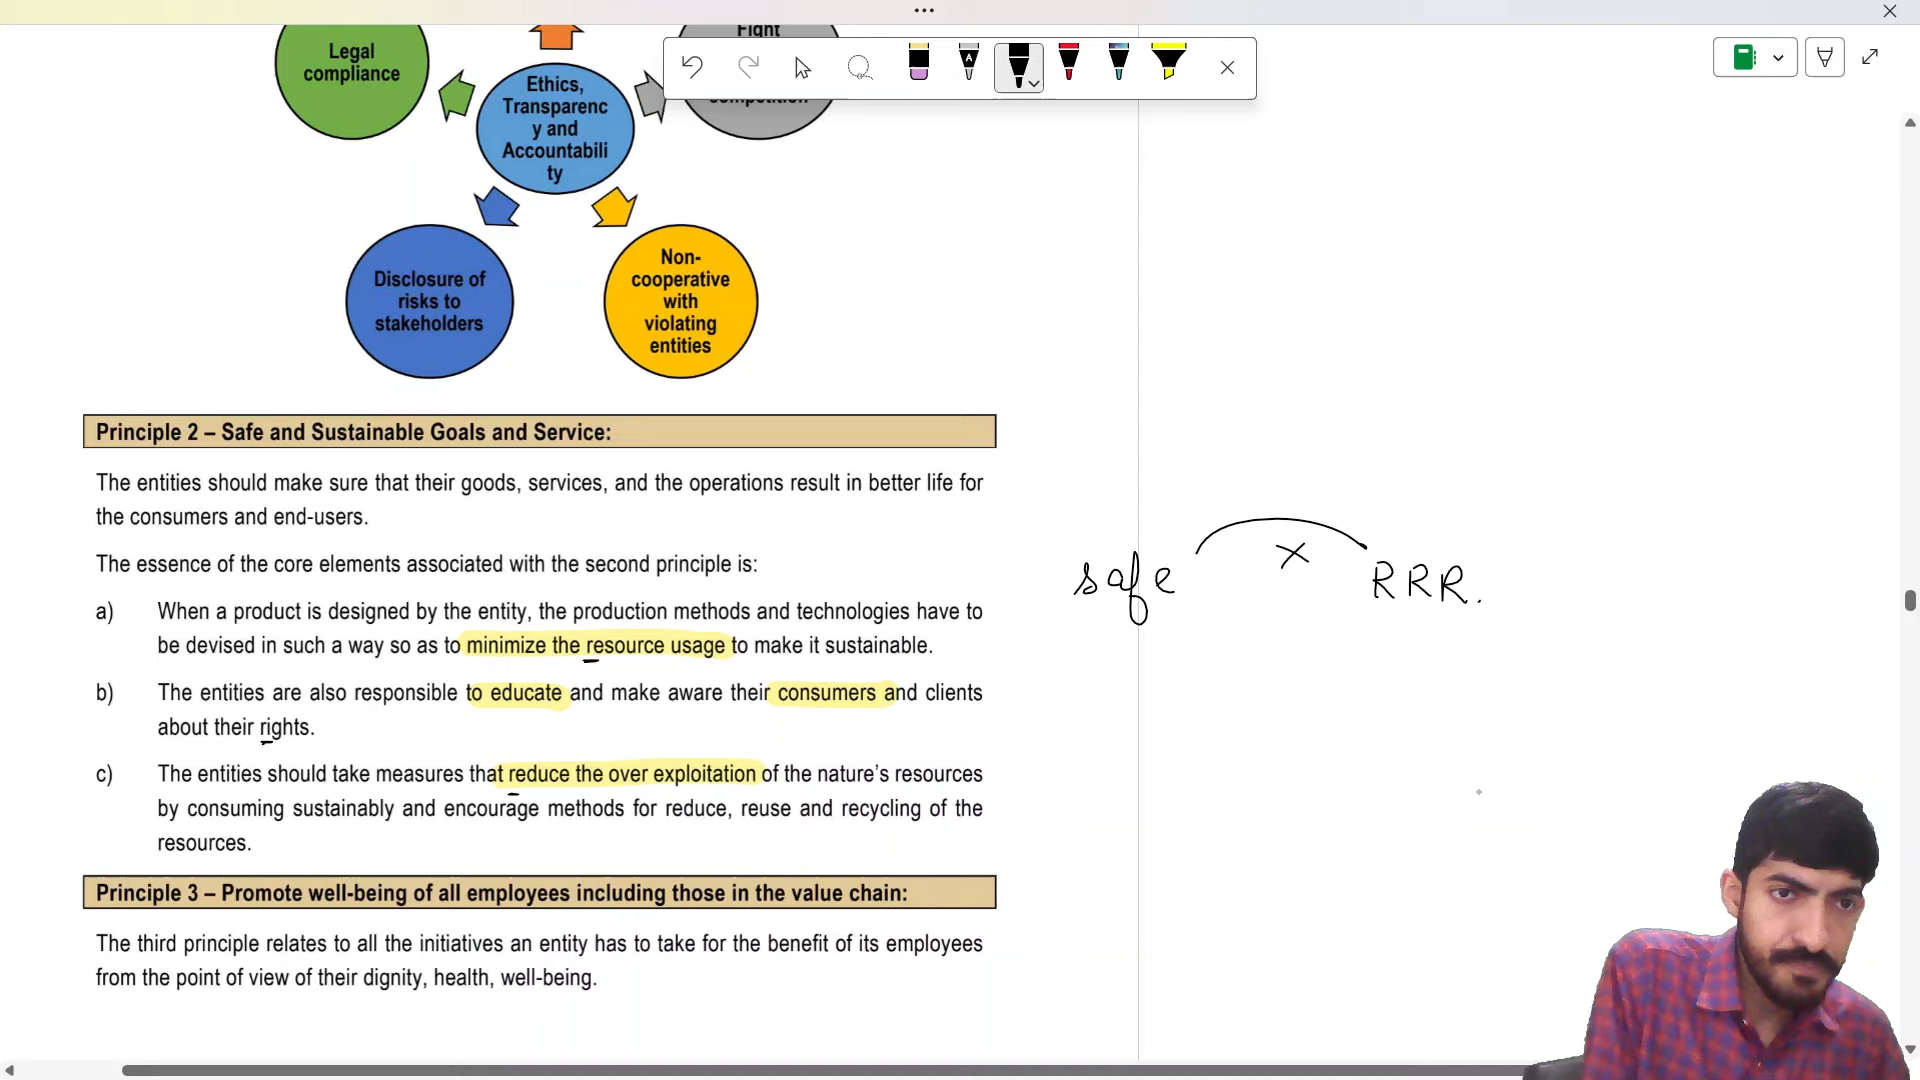 Fight
Legal
compliance
competition
Ethics,
Transparenc
y and
Accountabili
ty
Disclosure of
risks to
stakeholders
Non-
cooperative
with
violating
entities
Principle 2 – Safe and Sustainable Goals and Service:
The entities should make sure that their goods, services, and the operations result in better life for
the consumers and end-users.
The essence of the core elements associated with the second principle is:
a) When a product is designed by the entity, the production methods and technologies have to
be devised in such a way so as to minimize the resource usage to make it sustainable.
b) The entities are also responsible to educate and make aware their consumers and clients
about their rights.
c) The entities should take measures that reduce the over exploitation of the nature's resources
by consuming sustainably and encourage methods for reduce, reuse and recycling of the
resources.
safe × RRR.
Principle 3 – Promote well-being of all employees including those in the value chain:
The third principle relates to all the initiatives an entity has to take for the benefit of its employees
from the point of view of their dignity, health, well-being.